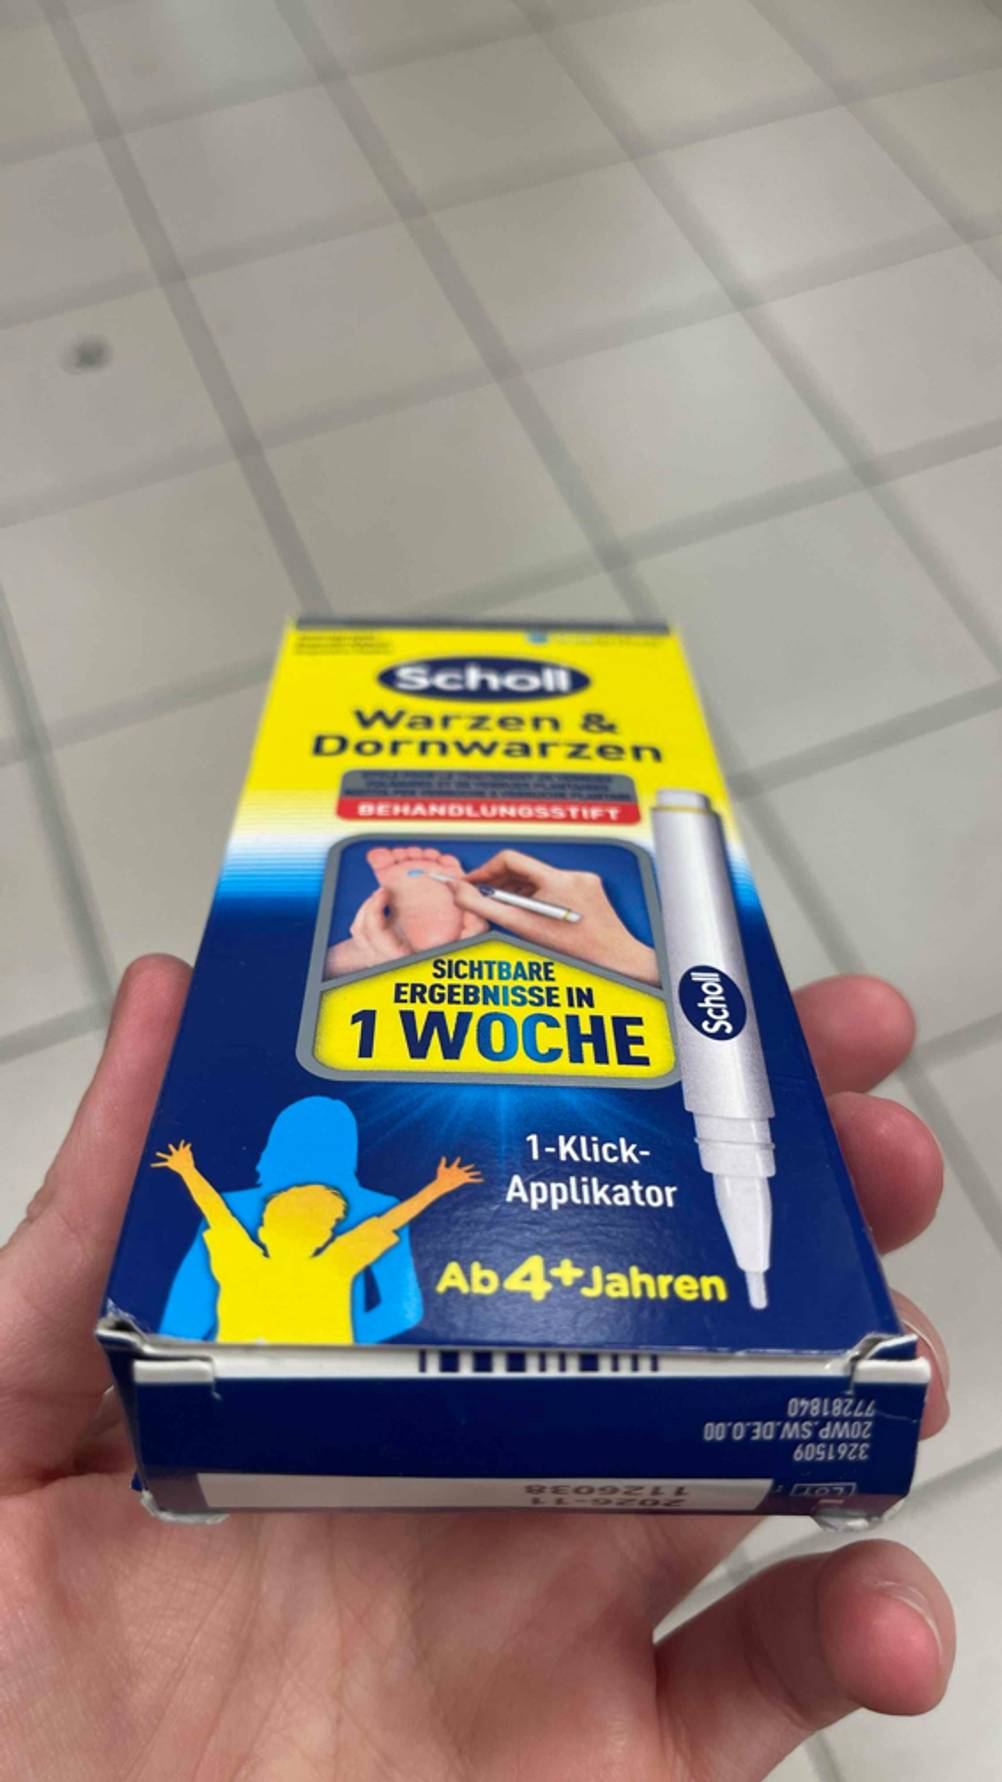 Scholl
Warzen &
Dornwarzen
BEHANDLUNGSSTIFT
SICHTBARE
ERGEBNISSE IN
1 WOCHE
Scholl
1-Klick-
Applikator
Ab 4+ Jahren
3261509
20WP.SW.DE.0.00
77281840
LOT
1126038
2026-11